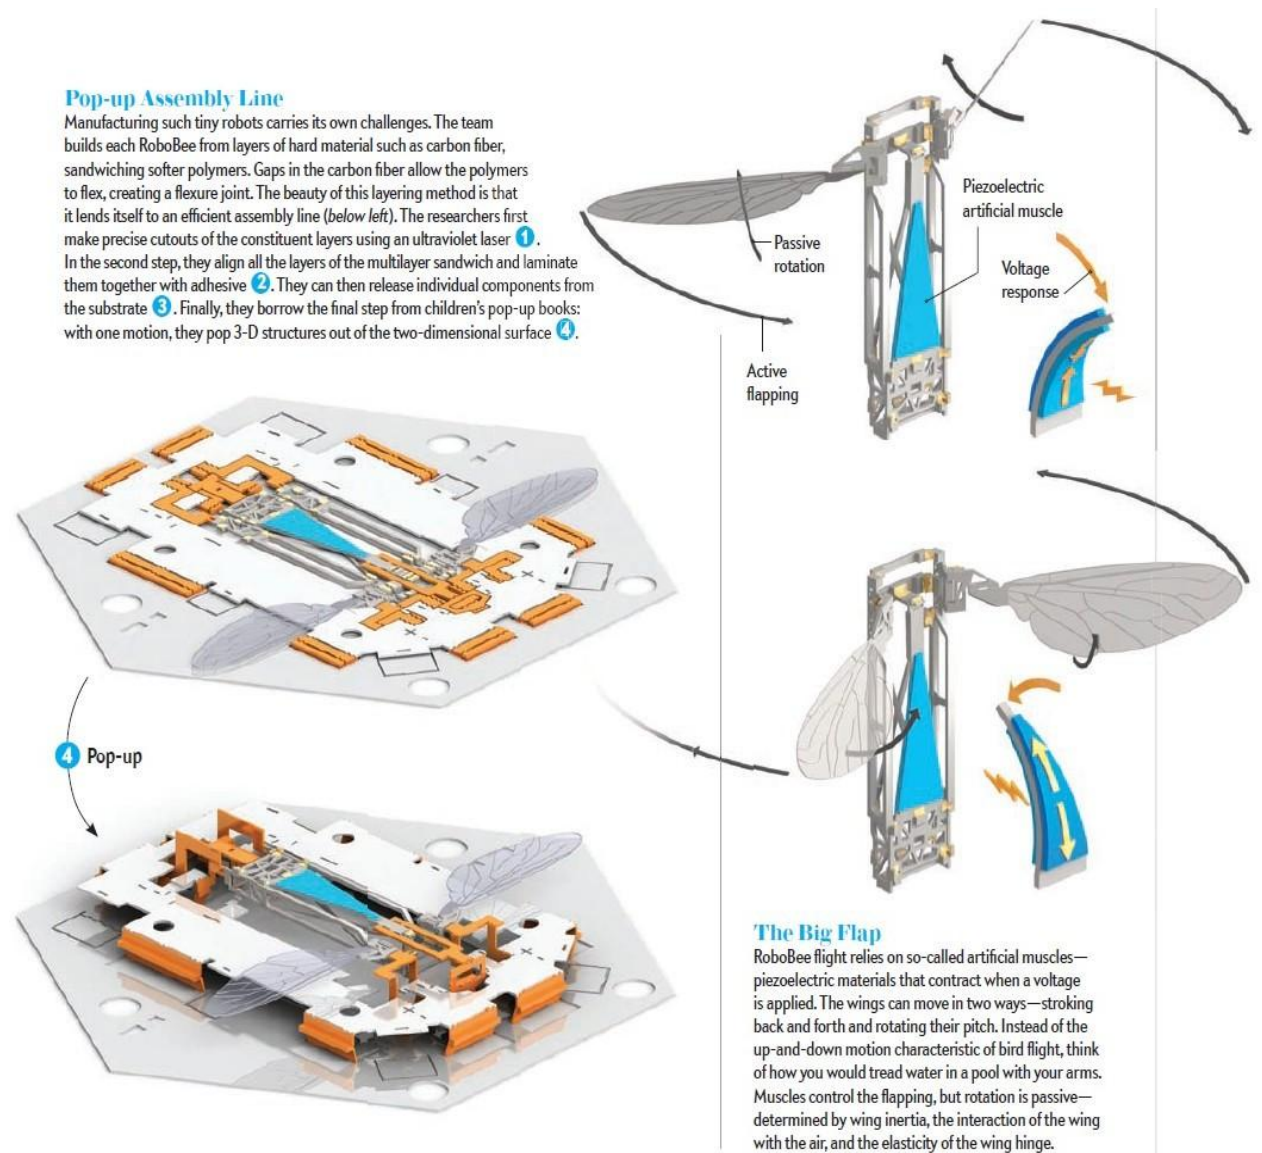 Pop-up Assembly Line
Manufacturing such tiny robots carries its own challenges. The team
builds each RoboBee from layers of hard material such as carbon fiber,
sandwiching softer polymers. Gaps in the carbon fiber allow the polymers
to flex, creating a flexure joint. The beauty of this layering method is that
it lends itself to an efficient assembly line (below left). The researchers first
make precise cutouts of the constituent layers using an ultraviolet laser 1.
In the second step, they align all the layers of the multilayer sandwich and laminate
them together with adhesive 2. They can then release individual components from
the substrate 3. Finally, they borrow the final step from children's pop-up books:
with one motion, they pop 3-D structures out of the two-dimensional surface 4.
Piezoelectric
artificial muscle
Passive
rotation
Voltage
response
Active
flapping
4 Pop-up
The Big Flap
RoboBee flight relies on so-called artificial muscles—
piezoelectric materials that contract when a voltage
is applied. The wings can move in two ways—stroking
back and forth and rotating their pitch. Instead of the
up-and-down motion characteristic of bird flight, think
of how you would tread water in a pool with your arms.
Muscles control the flapping, but rotation is passive—
determined by wing inertia, the interaction of the wing
with the air, and the elasticity of the wing hinge.